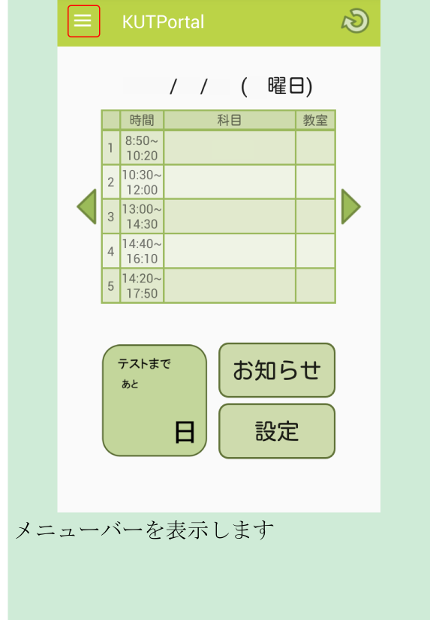 KUTPortal
/ / ( 曜日)
時間 科目 教室
1 8:50~
10:20
2 10:30~
12:00
3 13:00~
14:30
4 14:40~
16:10
5 14:20~
17:50
テストまで
あと
日
お知らせ
設定
メニューバーを表示します